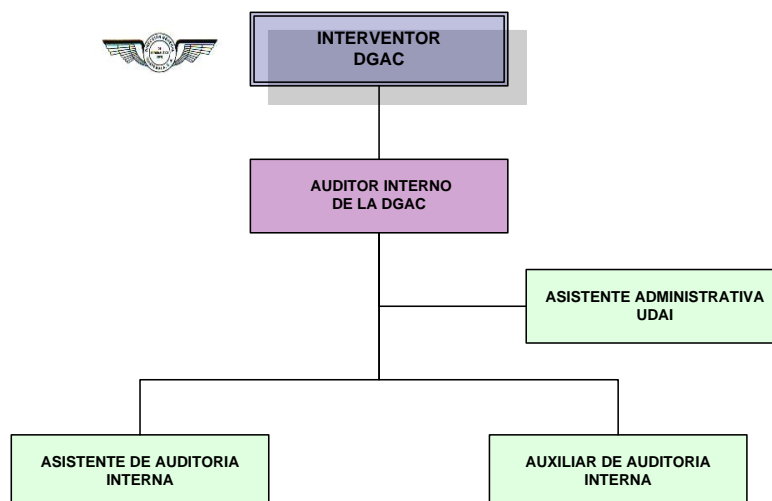 INTERVENTOR
DGAC
AUDITOR INTERNO
DE LA DGAC
ASISTENTE ADMINISTRATIVA
UDAI
ASISTENTE DE AUDITORIA
INTERNA
AUXILIAR DE AUDITORIA
INTERNA